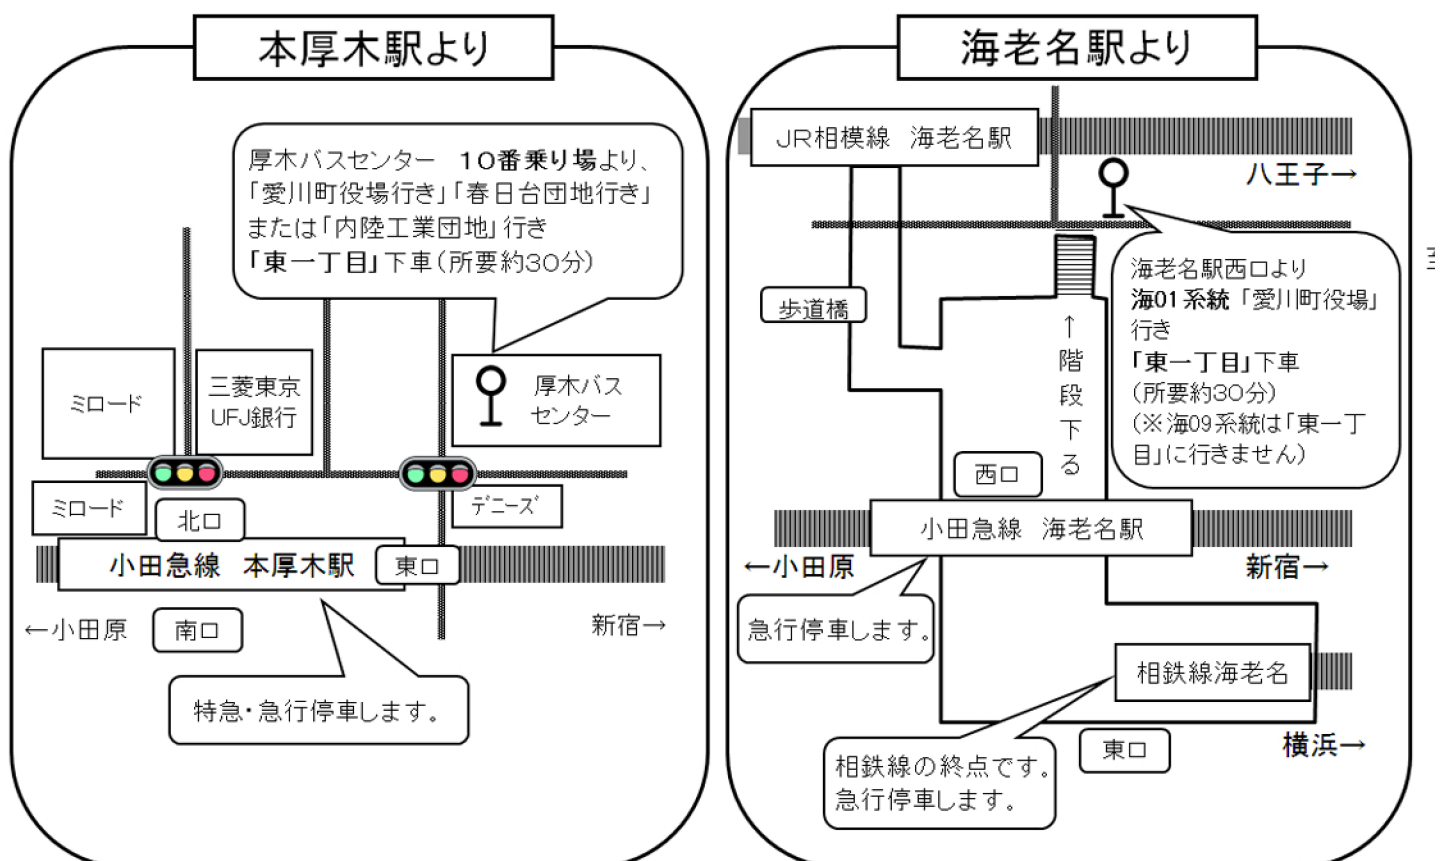 本厚木駅より
厚木バスセンター　10番乗り場より、
「愛川町役場行き」「春日台団地行き」
または「内陸工業団地」行き
「東一丁目」下車（所要約30分）
ミロード
三菱東京
UFJ銀行
厚木バス
センター
ミロード
北口
デニーズ
小田急線　本厚木駅
東口
←小田原
南口
新宿→
特急・急行停車します。
海老名駅より
JR相模線　海老名駅
八王子→
海老名駅西口より
海01系統「愛川町役場」
行き
「東一丁目」下車
（所要約30分）
（※海09系統は「東一丁
目」に行きません）
歩道橋
↑階段下る
西口
小田急線　海老名駅
←小田原
新宿→
急行停車します。
相鉄線海老名
横浜→
東口
相鉄線の終点です。
急行停車します。